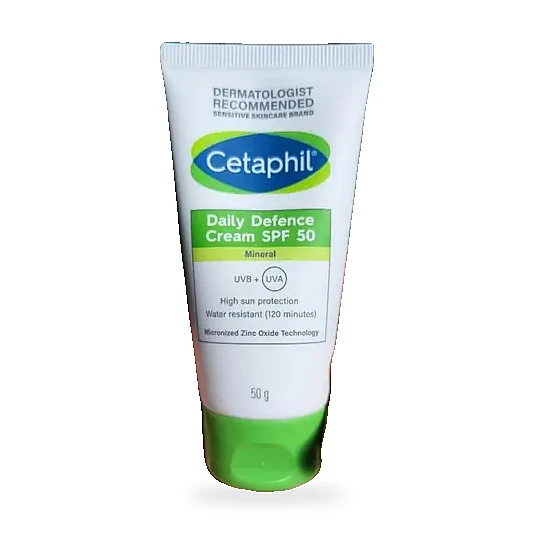 DERMATOLOGIST
RECOMMENDED
SENSITIVE SKINCARE BRAND
Cetaphil®
Daily Defence
Cream SPF 50
Mineral
UVB + UVA
High sun protection
Water resistant (120 minutes)
Micronized Zinc Oxide Technology
50 g